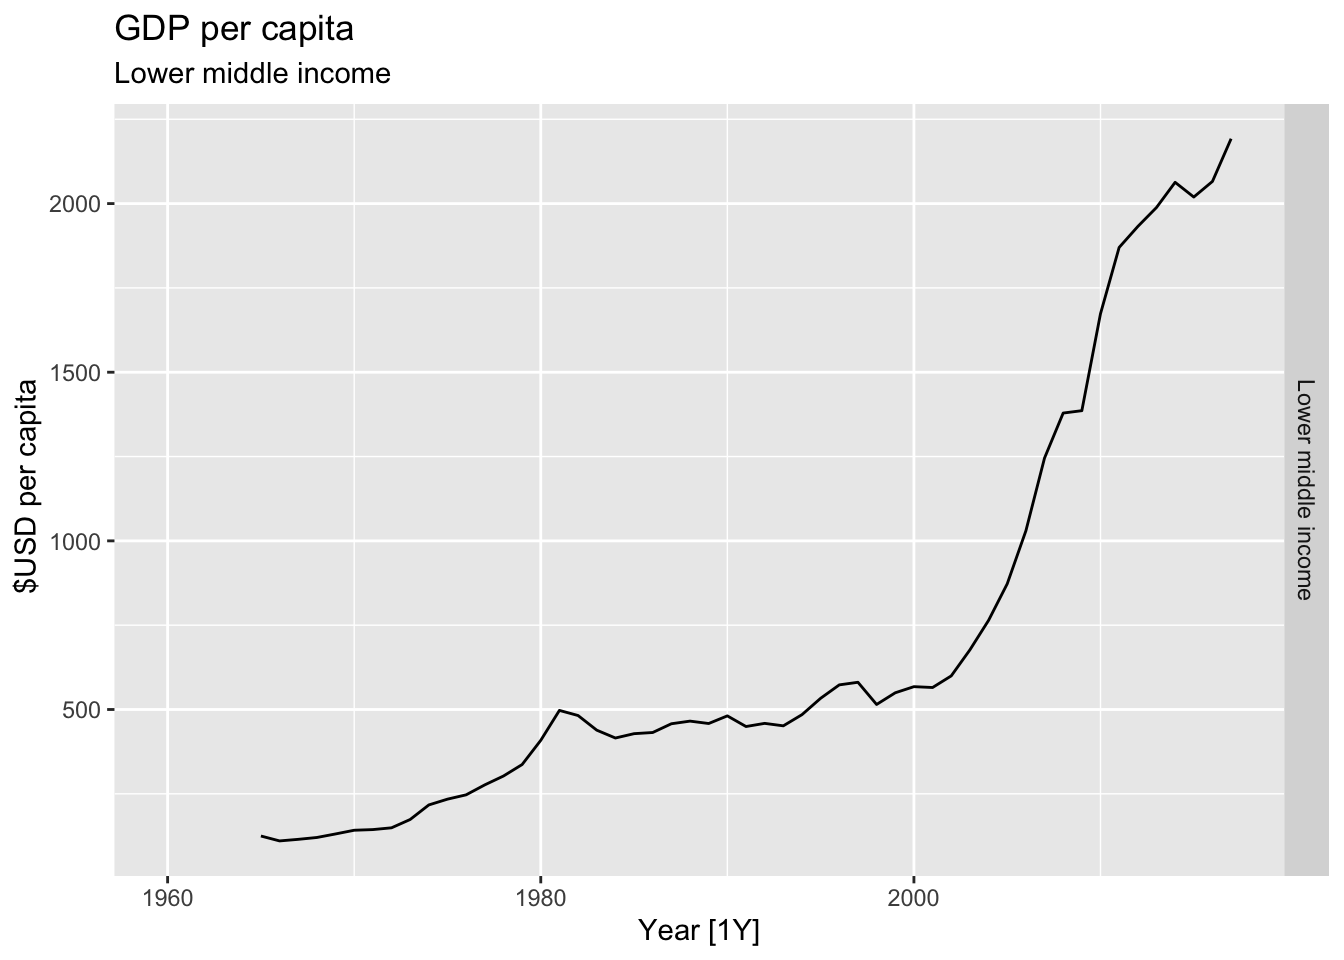 GDP per capita
Lower middle income
2000
1500
1000
500
$USD per capita
Lower middle income
1960
1980
2000
Year [1Y]